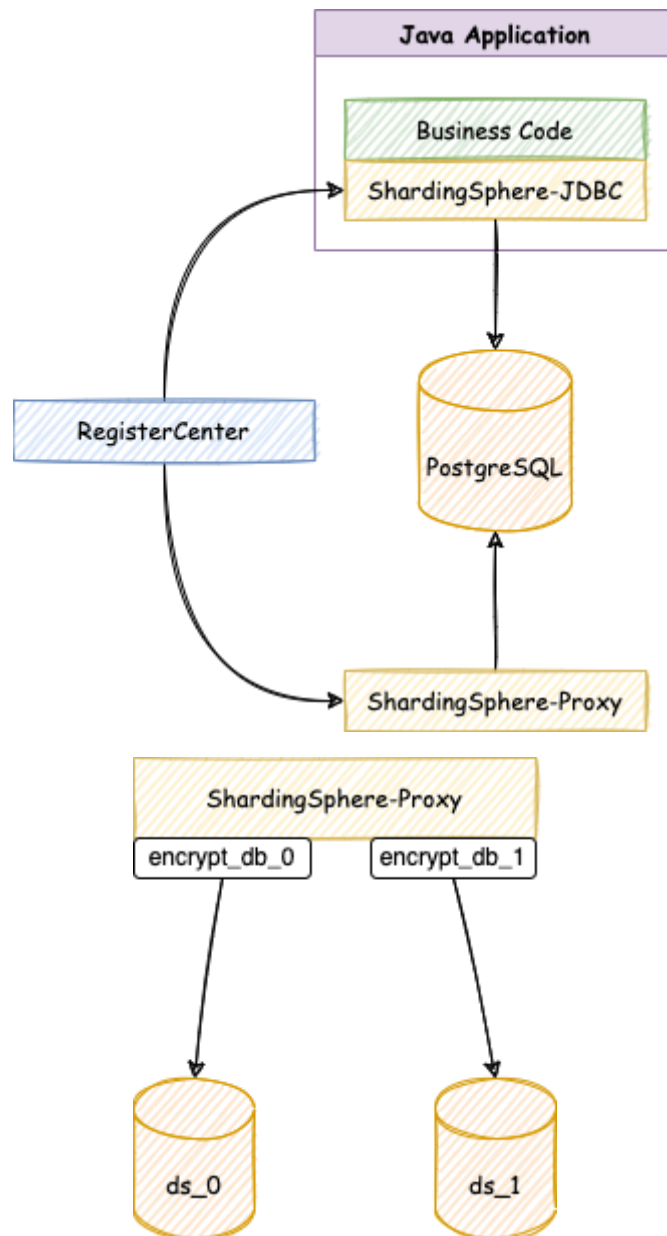 Java Application
Business Code
ShardingSphere-JDBC
RegisterCenter
PostgreSQL
ShardingSphere-Proxy
ShardingSphere-Proxy
encrypt_db_0
encrypt_db_1
ds_0
ds_1